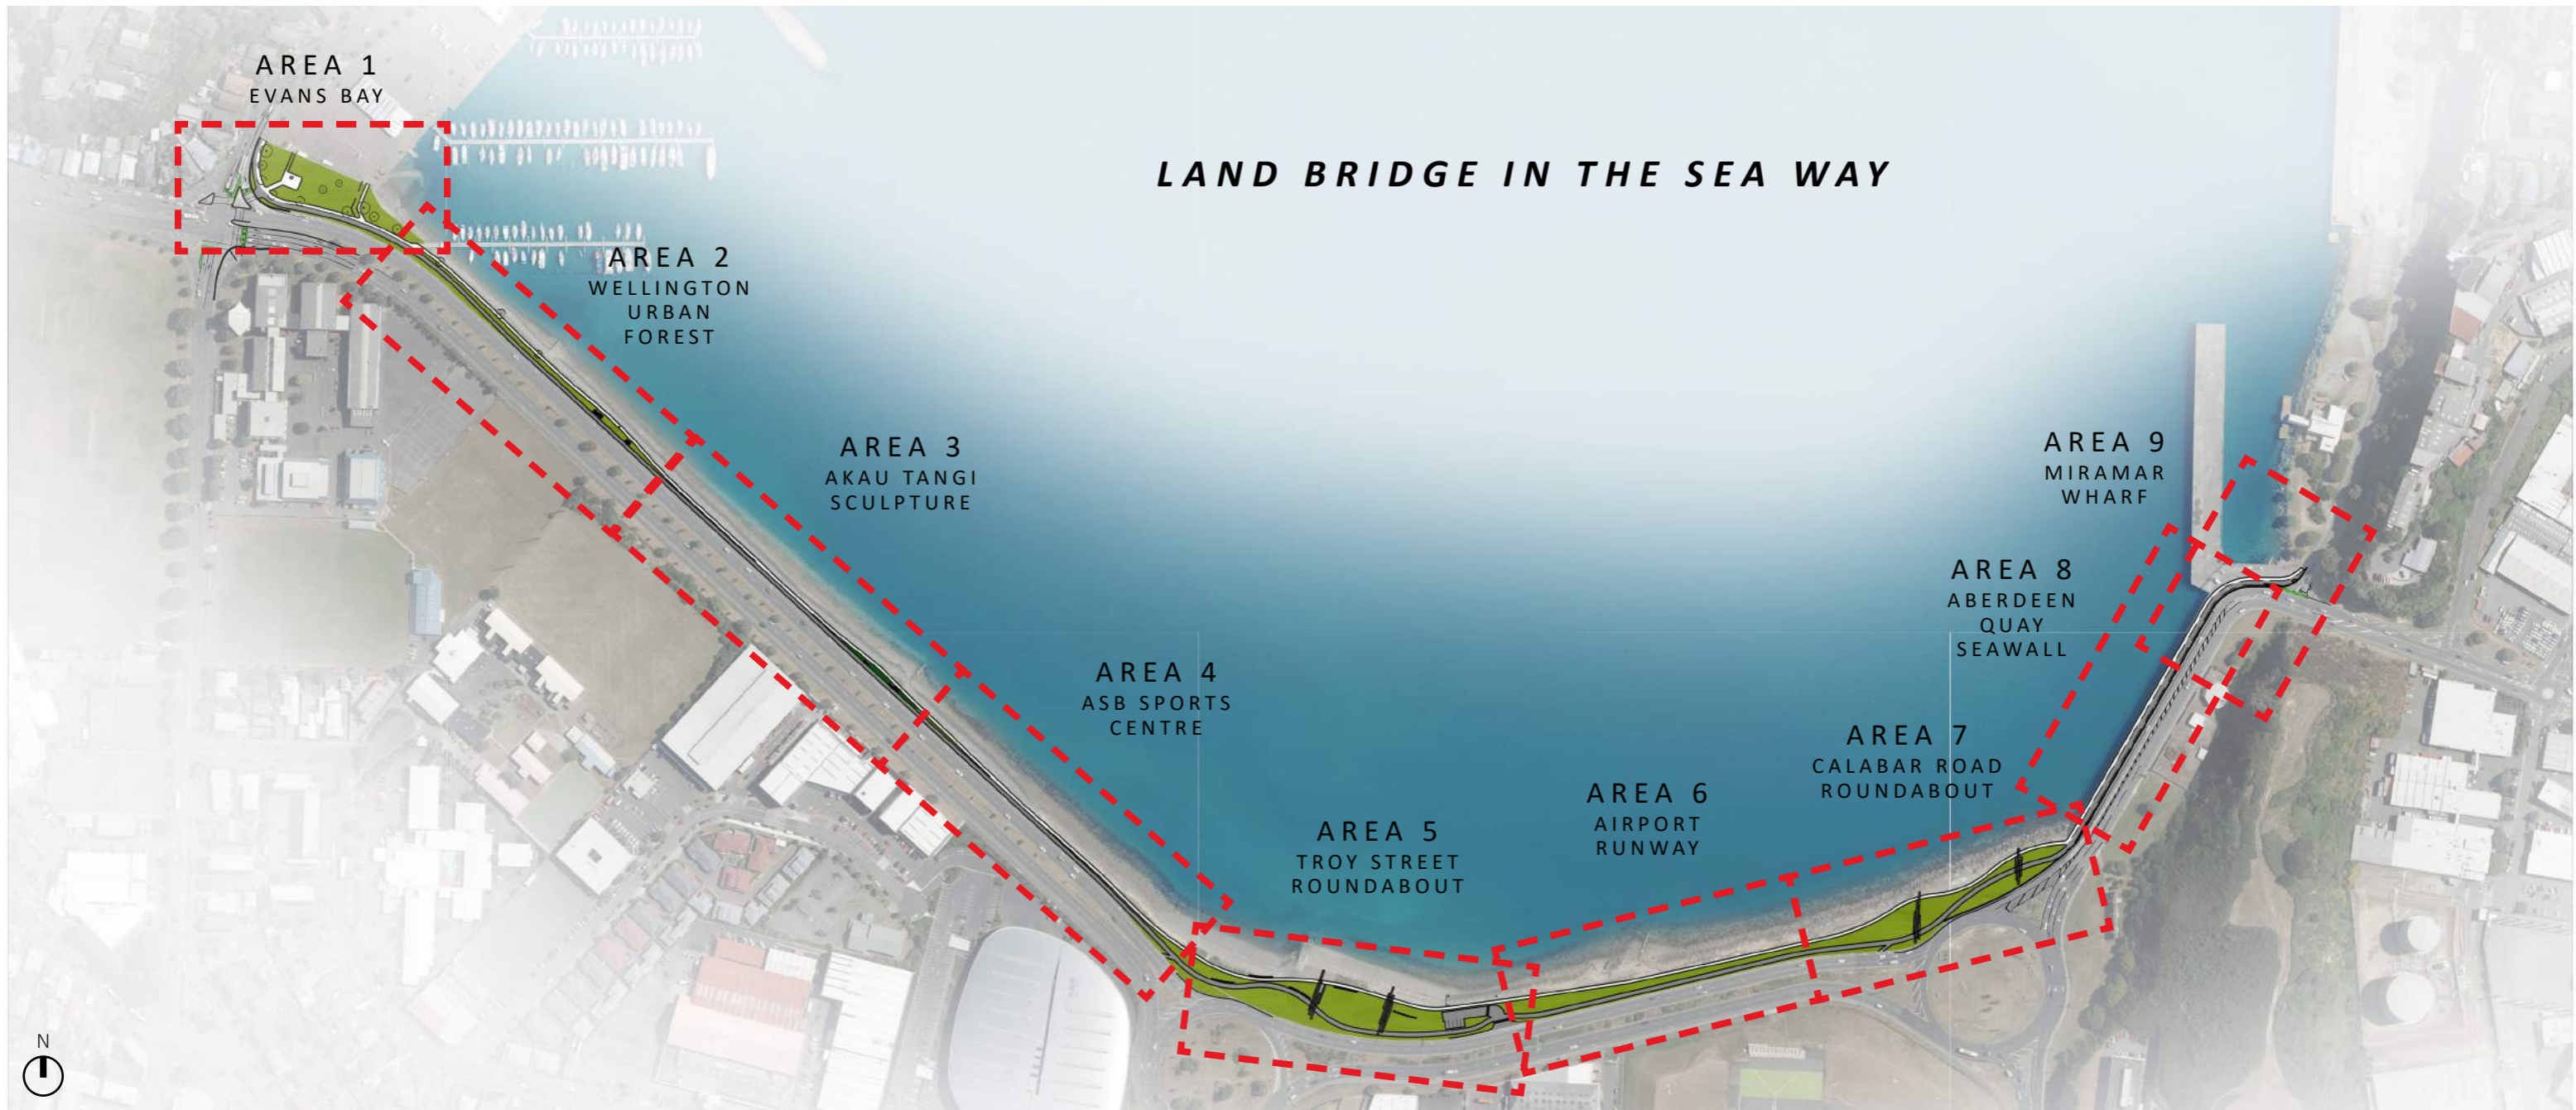 AREA 1
EVANS BAY
LAND BRIDGE IN THE SEA WAY
AREA 2
WELLINGTON
URBAN
FOREST
AREA 3
AKAU TANGI
SCULPTURE
AREA 4
ASB SPORTS
CENTRE
AREA 5
TROY STREET
ROUNDABOUT
AREA 6
AIRPORT
RUNWAY
AREA 7
CALABAR ROAD
ROUNDABOUT
AREA 8
ABERDEEN
QUAY
SEAWALL
AREA 9
MIRAMAR
WHARF
N